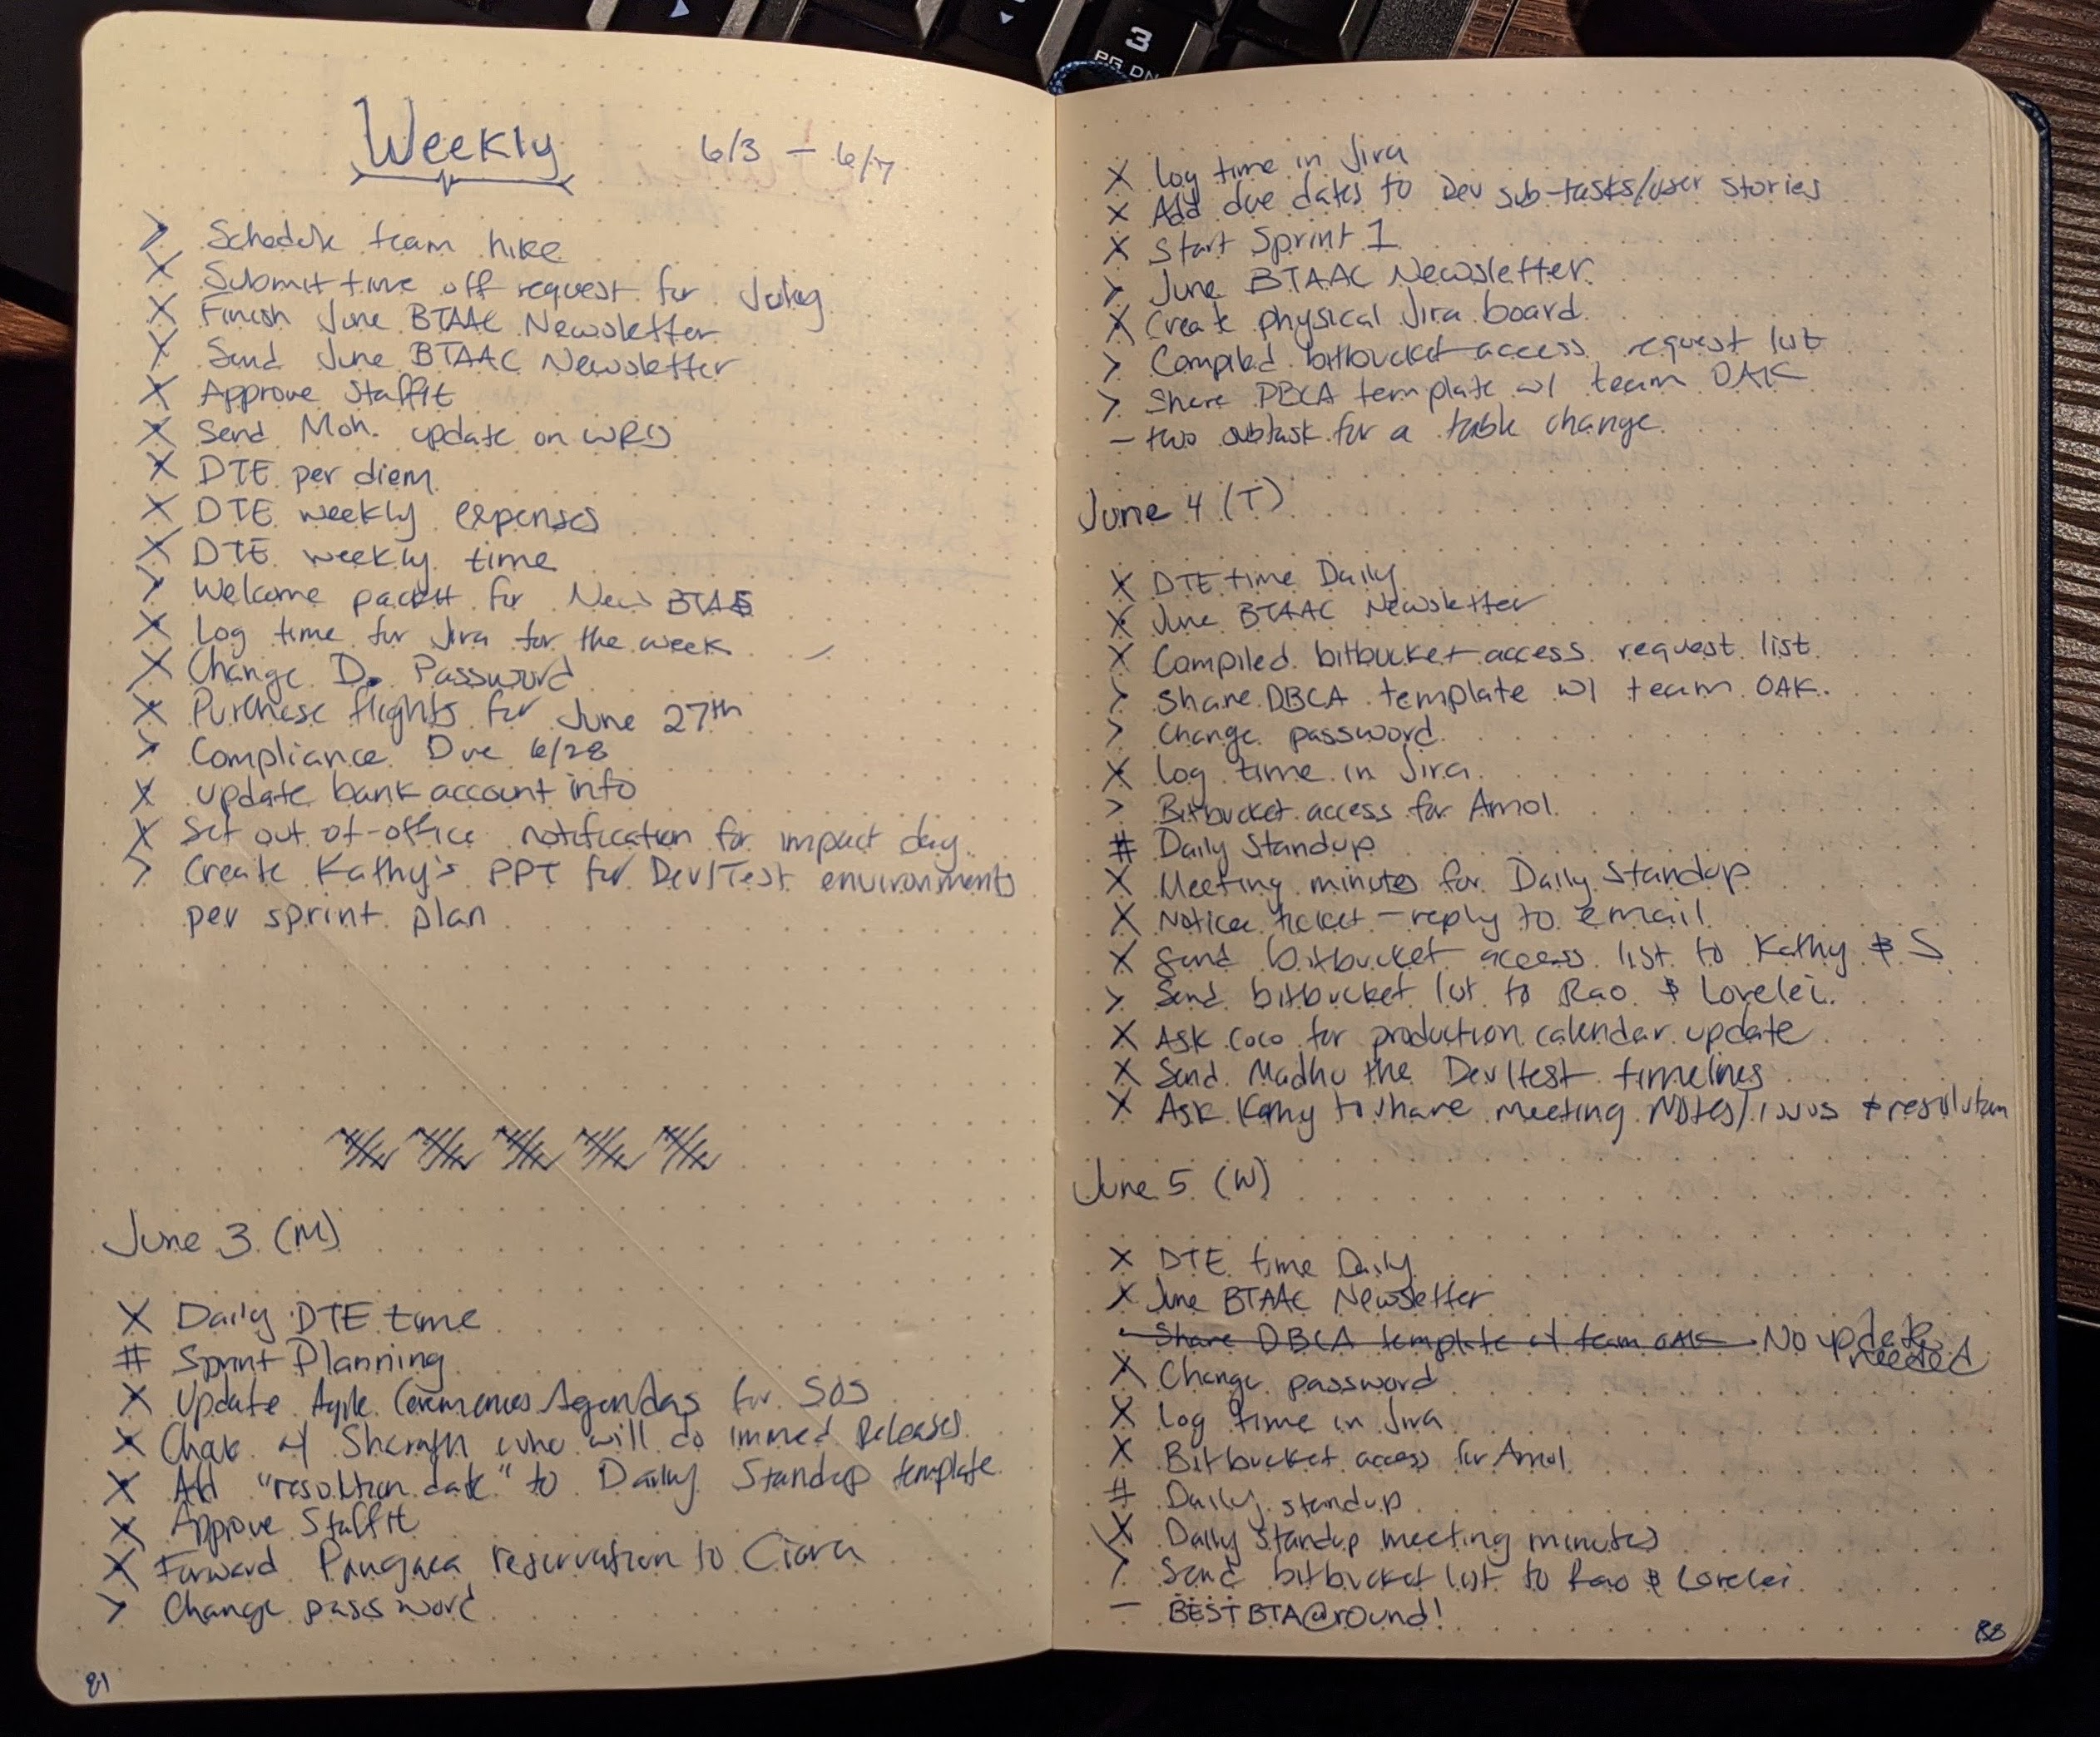 3
PG DN
Weekly 6/3 – 6/7
> Schedule team hike
X Submit time off request for July
X Finish June BTAAC Newsletter
X Send June BTAAC Newsletter
X Approve Staffit
X Send Moh. update on WRD
X DTE per diem
X DTE weekly expenses
X DTE weekly time
> Welcome packet for New BTAs
X Log time for Jira for the week
X Change D. Password
X Purchase flights for June 27th
> Compliance Due 6/28
X update bank account info
X Set out of-office notification for impact day
> Create Kathy's PPT for Dev/Test environments
per sprint plan
June 3 (M)
X Daily DTE time
# Sprint Planning
X Update Agile Ceremonies Agendas for SOS
X w/ who will do immed Releases
X Add "resolution date" to Daily Standup template
X Approve Staffit
X Forward Pangaea reservation to Ciara
> Change password
81
X Log time in Jira
X Add due dates to Dev sub-tasks/user stories
X Start Sprint 1
> June BTAAC Newsletter
X Create physical Jira board
> Compiled bitbucket access request list
> Share DBCA template w/ team OAK
– two subtask for a table change
June 4 (T)
X DTE time Daily
X June BTAAC Newsletter
X Compiled bitbucket access request list
> Share DBCA template w/ team OAK.
> Change password
X Log time in Jira
> Bitbucket access for Amol
# Daily Standup
X Meeting minutes for Daily Standup
X ticket – reply to email
X Send bitbucket access list to Kathy & S
> Send bitbucket list to Rao & Lorelei.
X Ask Coco for production calendar update
X Send Madhu the Dev/test timelines
X Ask Kathy to share meeting notes/issues & resolution
June 5 (W)
X DTE time Daily
X June BTAAC Newsletter
Share DBCA template w/ team OAK – No update
needed
X Change password
X Log time in Jira
X Bitbucket access for Amol
# Daily standup
X Daily standup meeting minutes
> Send bitbucket list to Rao & Lorelei
– BEST BTA@rOund!